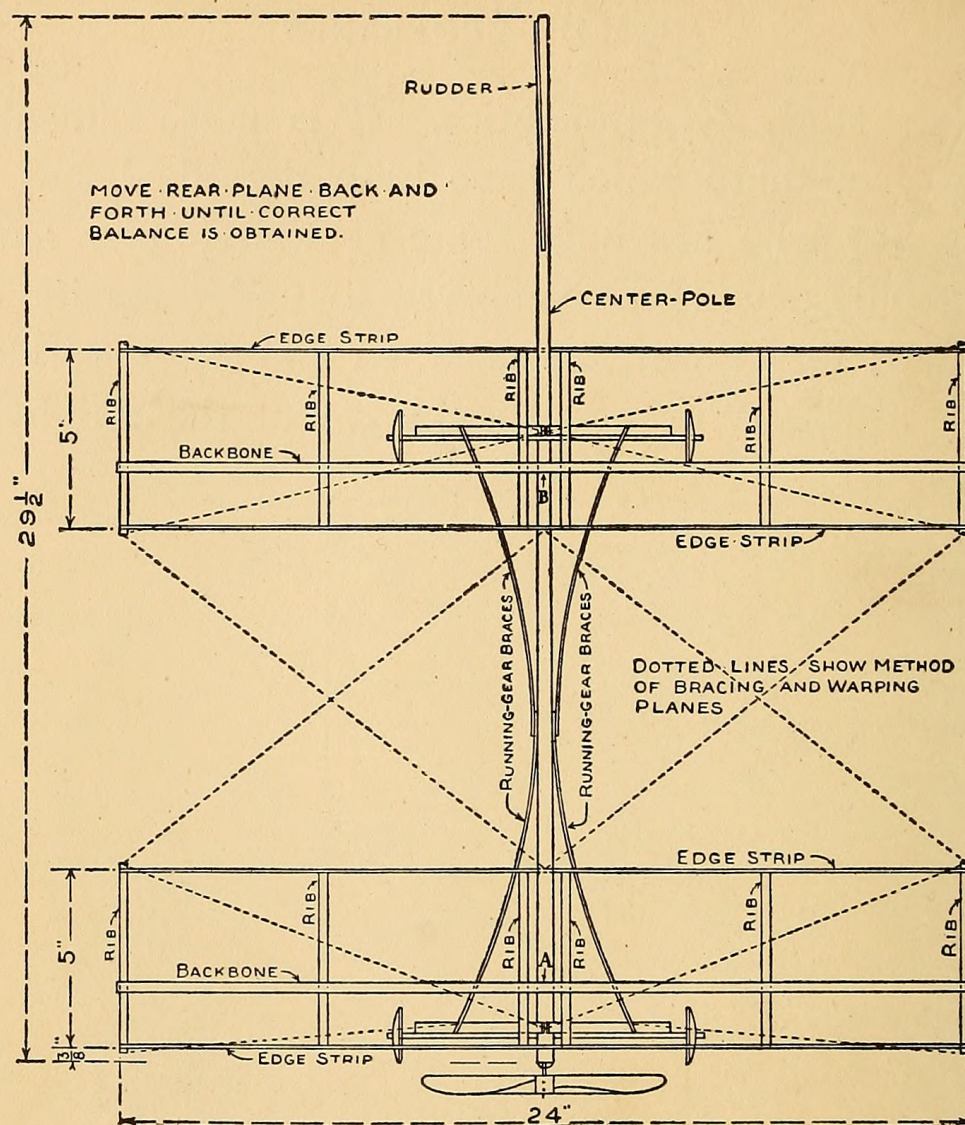 RUDDER
MOVE · REAR · PLANE · BACK · AND
FORTH · UNTIL · CORRECT
BALANCE IS OBTAINED.
CENTER-POLE
EDGE STRIP
RIB
RIB
RIB
RIB
RIB
RIB
5"
BACKBONE
B
29 1/2"
EDGE · STRIP
RUNNING-GEAR BRACES
RUNNING-GEAR BRACES
DOTTED LINES SHOW METHOD
OF BRACING AND WARPING
PLANES
EDGE STRIP
RIB
RIB
RIB
RIB
RIB
RIB
5"
A
BACKBONE
3/8"
EDGE STRIP
24"